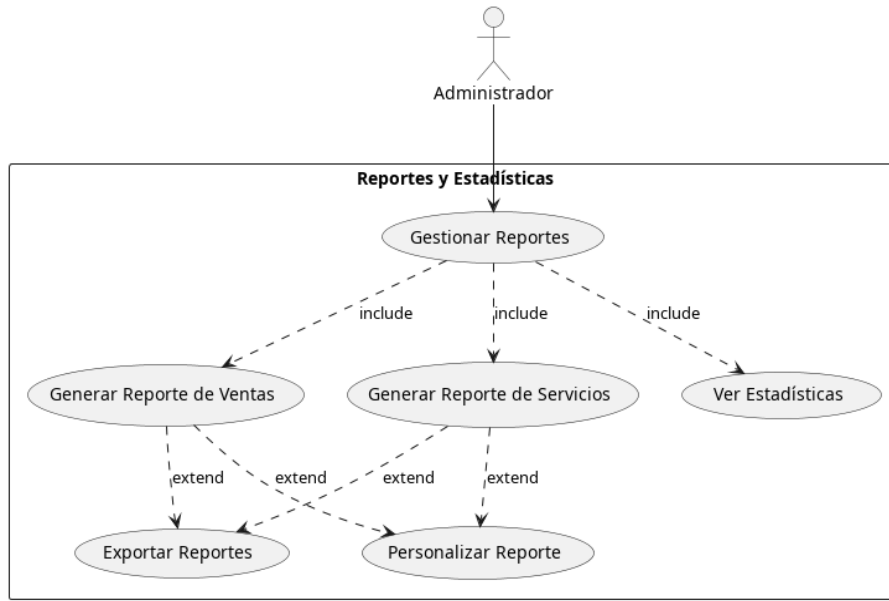 Administrador
Reportes y Estadísticas
Gestionar Reportes
include
include
include
Generar Reporte de Ventas
Generar Reporte de Servicios
Ver Estadísticas
extend
extend
extend
extend
Exportar Reportes
Personalizar Reporte